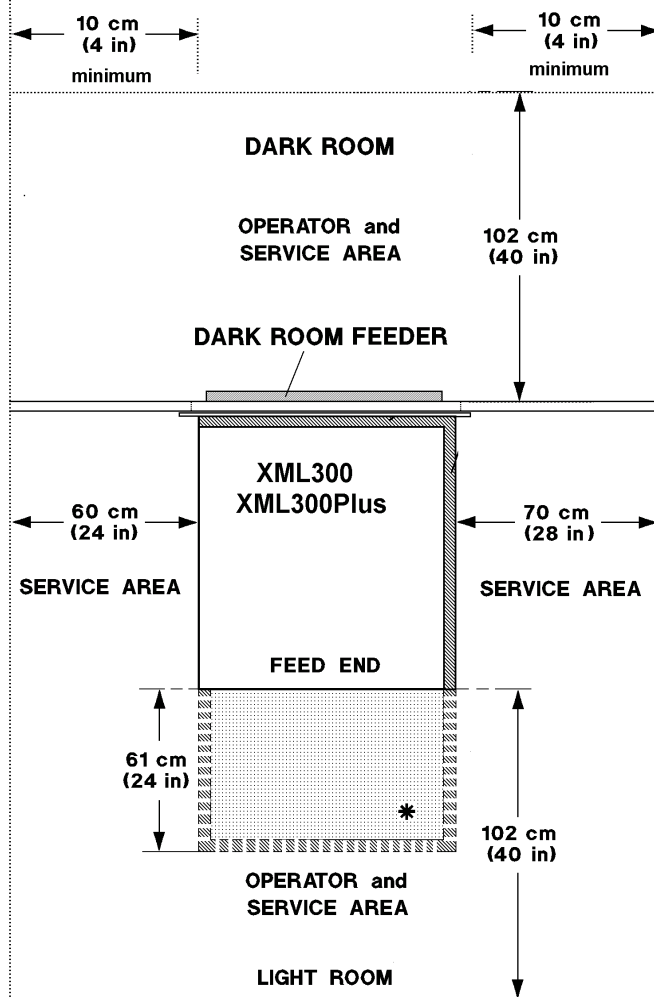 10 cm
(4 in)
minimum
10 cm
(4 in)
minimum
DARK ROOM
OPERATOR and
SERVICE AREA
102 cm
(40 in)
DARK ROOM FEEDER
XML300
XML300Plus
60 cm
(24 in)
70 cm
(28 in)
SERVICE AREA
SERVICE AREA
FEED END
61 cm
(24 in)
*
102 cm
(40 in)
OPERATOR and
SERVICE AREA
LIGHT ROOM